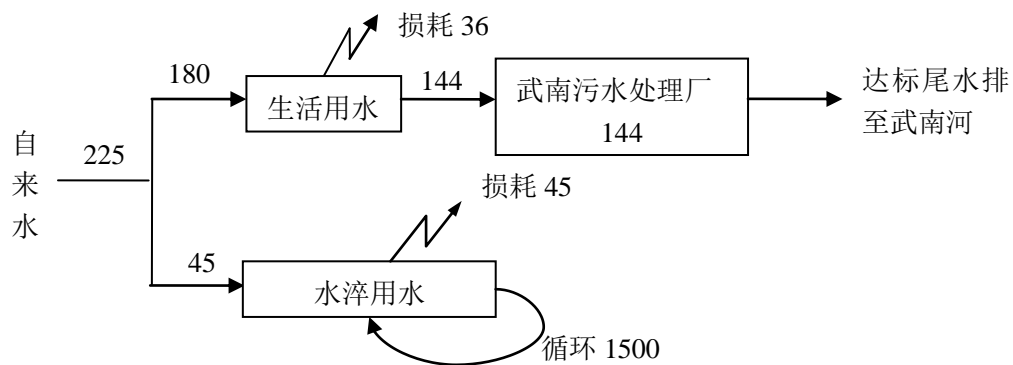 损耗 36
180
生活用水
144
武南污水处理厂
144
达标尾水排
至武南河
自
来
水
225
损耗 45
45
水淬用水
循环 1500